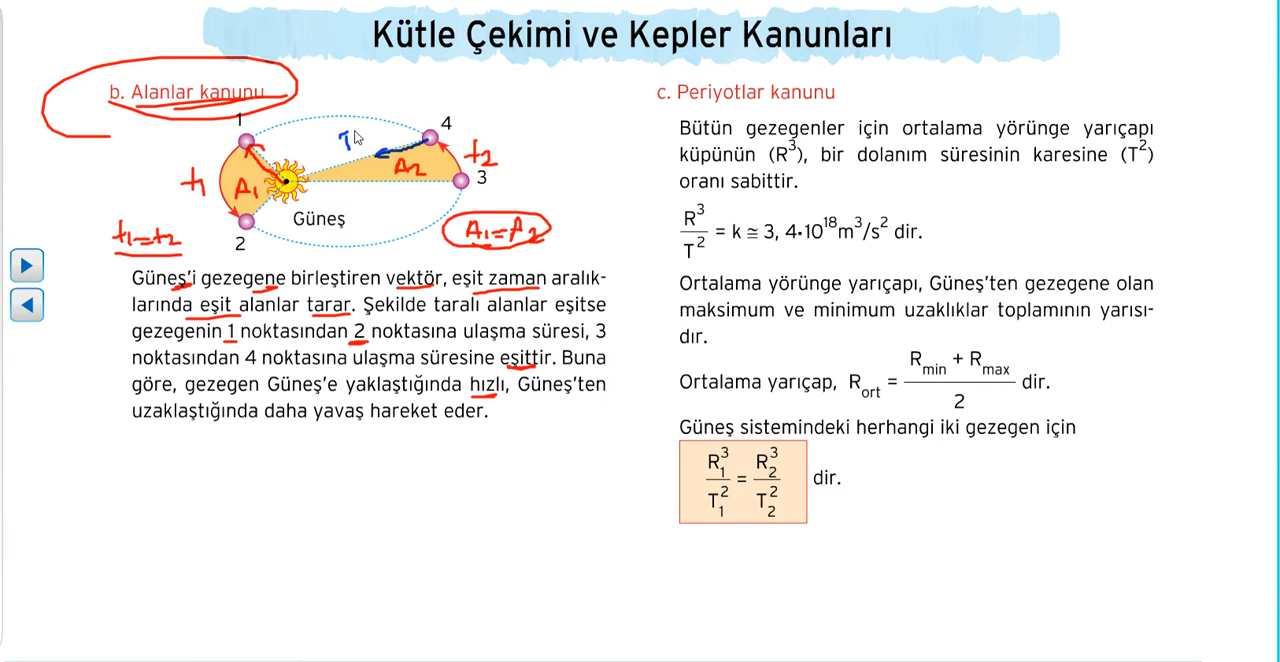 Kütle Çekimi ve Kepler Kanunları
b. Alanlar kanunu
1
4
T
A2
t2
t1
A1
3
Güneş
A1=A2
t1=t2
2
Güneş’i gezegene birleştiren vektör, eşit zaman aralık-
larında eşit alanlar tarar. Şekilde taralı alanlar eşitse
gezegenin 1 noktasından 2 noktasına ulaşma süresi, 3
noktasından 4 noktasına ulaşma süresine eşittir. Buna
göre, gezegen Güneş’e yaklaştığında hızlı, Güneş’ten
uzaklaştığında daha yavaş hareket eder.
c. Periyotlar kanunu
Bütün gezegenler için ortalama yörünge yarıçapı
küpünün (R³), bir dolanım süresinin karesine (T²)
oranı sabittir.
R³/T² = k ≅ 3, 4·10¹⁸m³/s² dir.
Ortalama yörünge yarıçapı, Güneş’ten gezegene olan
maksimum ve minimum uzaklıklar toplamının yarısı-
dır.
Ortalama yarıçap, Rort = (Rmin + Rmax)/2 dir.
Güneş sistemindeki herhangi iki gezegen için
R₁³/T₁² = R₂³/T₂² dir.